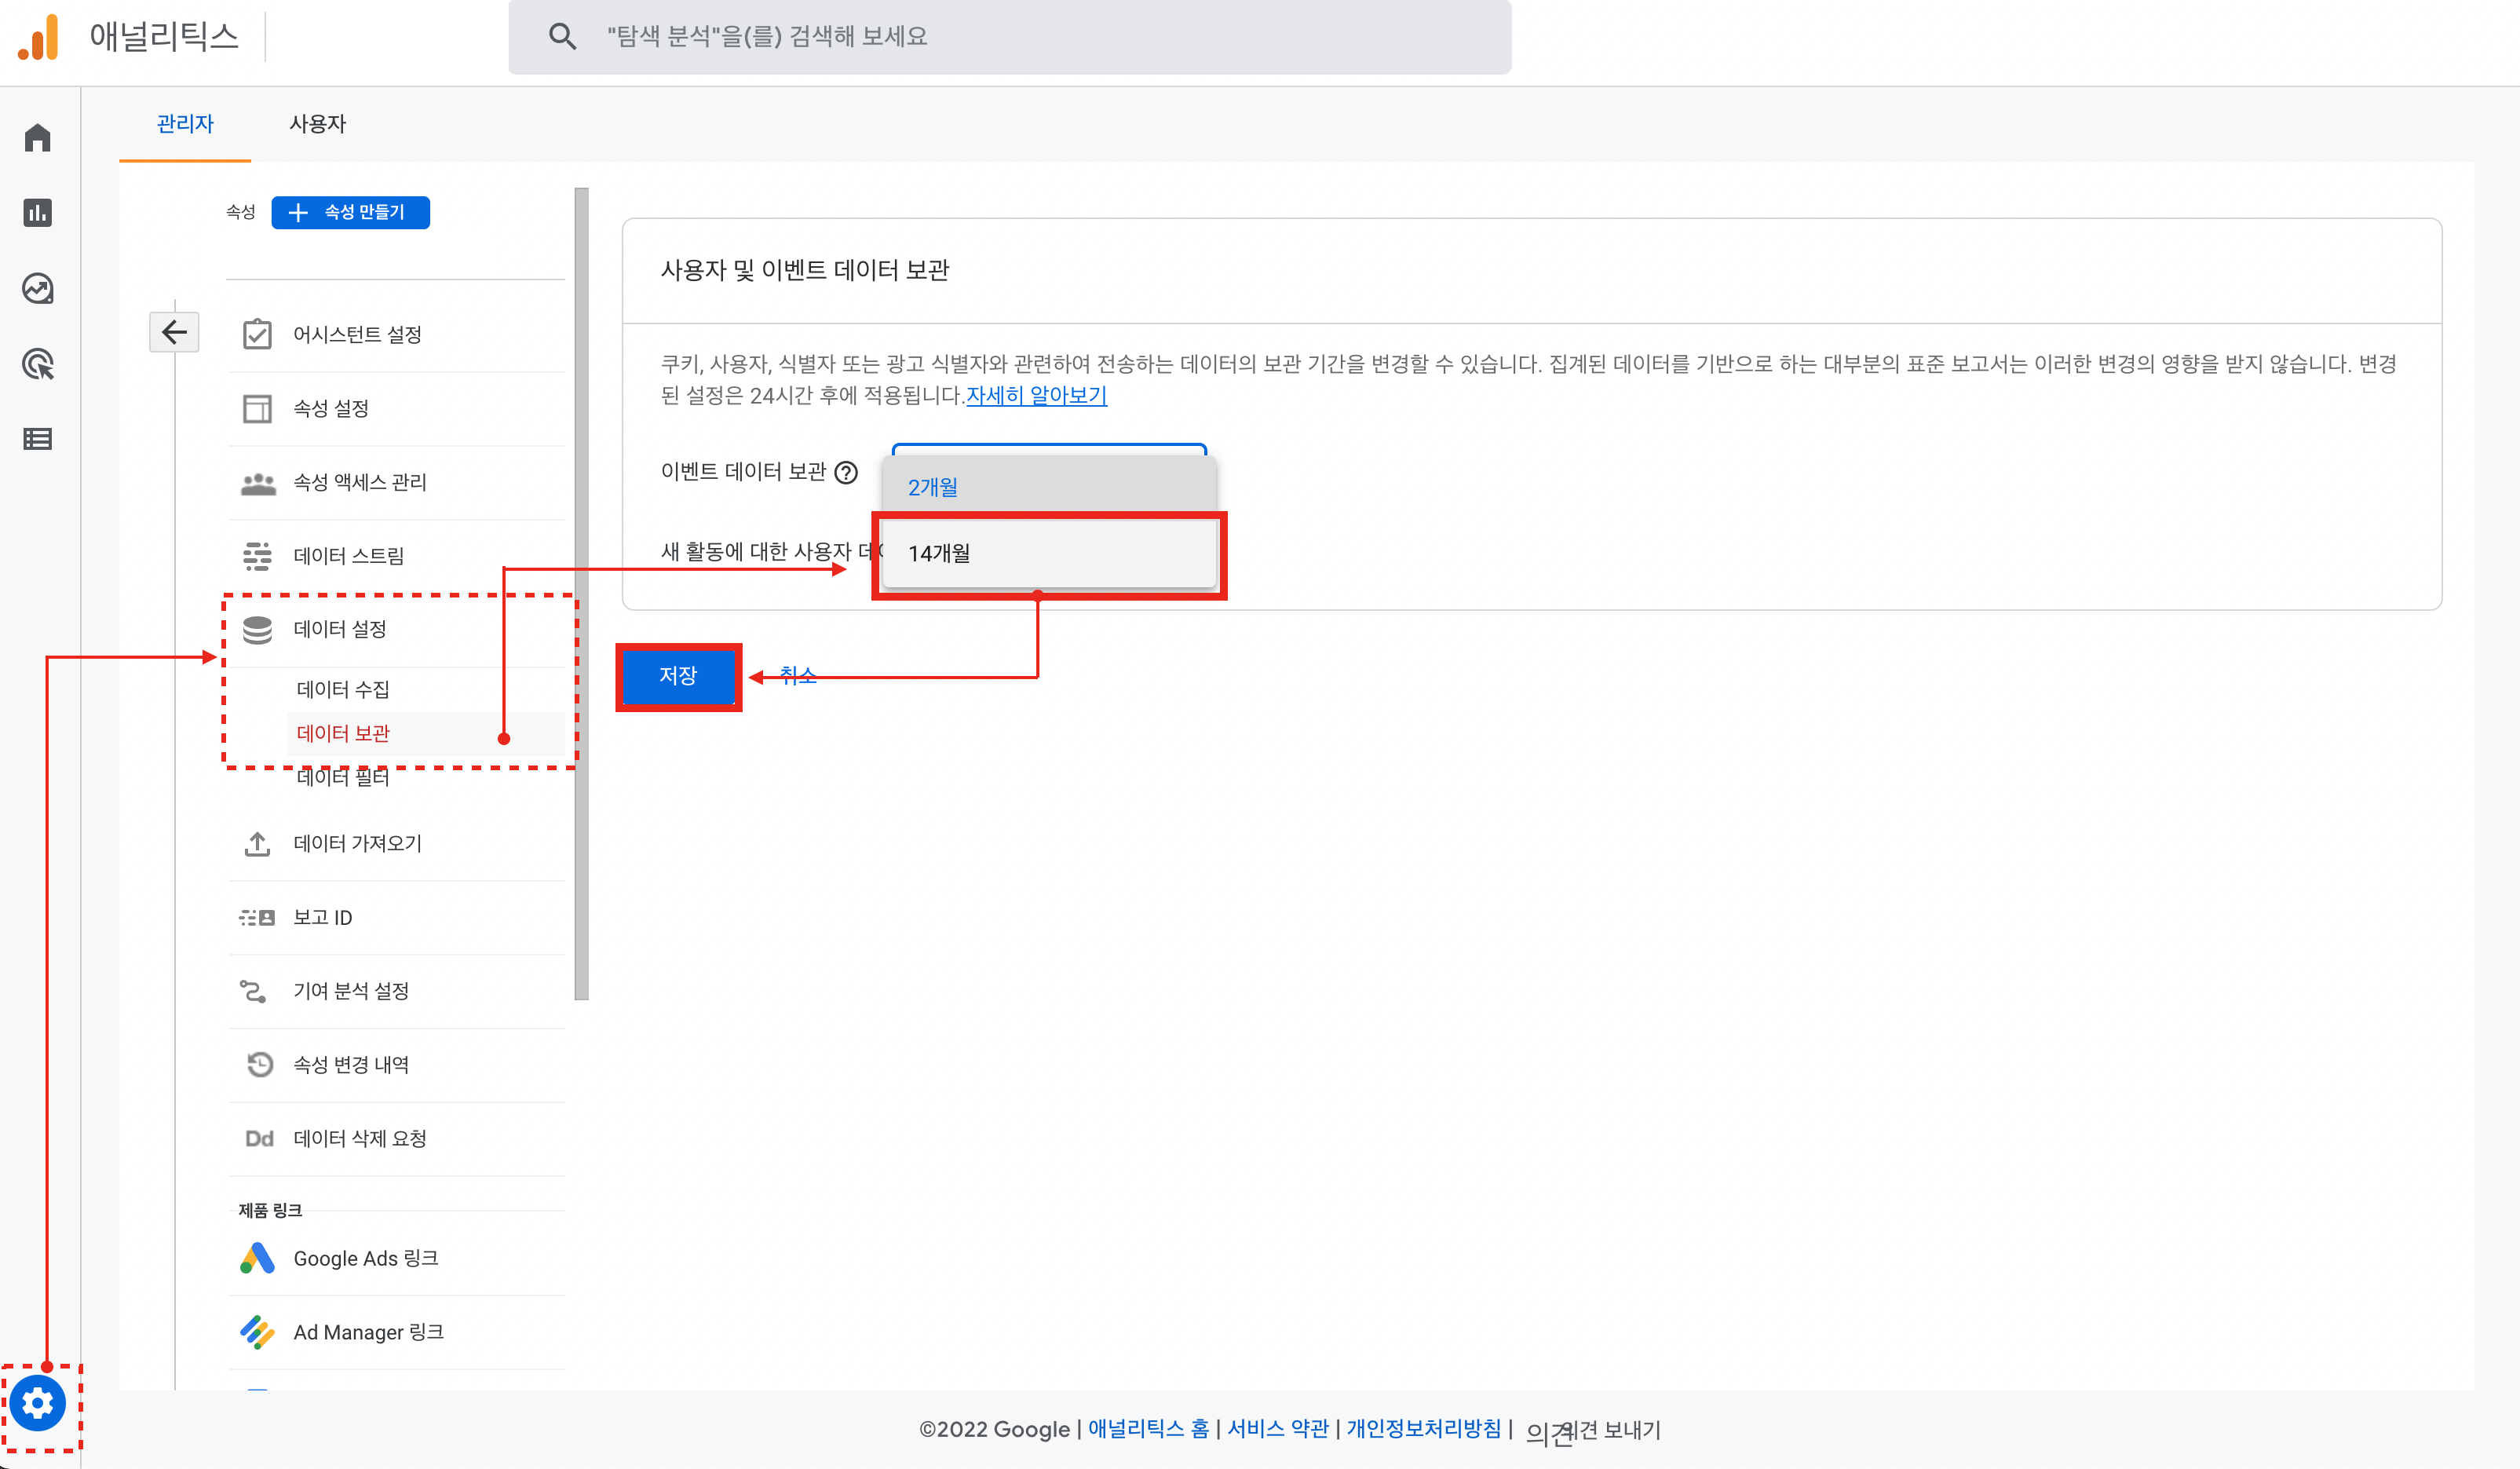 애널리틱스
"탐색 분석"을(를) 검색해 보세요
관리자
사용자
속성
속성 만들기
어시스턴트 설정
속성 설정
속성 액세스 관리
데이터 스트림
데이터 설정
데이터 수집
데이터 보관
데이터 필터
데이터 가져오기
보고 ID
기여 분석 설정
속성 변경 내역
Dd 데이터 삭제 요청
제품 링크
Google Ads 링크
Ad Manager 링크
사용자 및 이벤트 데이터 보관
쿠키, 사용자, 식별자 또는 광고 식별자와 관련하여 전송하는 데이터의 보관 기간을 변경할 수 있습니다. 집계된 데이터를 기반으로 하는 대부분의 표준 보고서는 이러한 변경의 영향을 받지 않습니다. 변경
된 설정은 24시간 후에 적용됩니다.자세히 알아보기
이벤트 데이터 보관
2개월
새 활동에 대한 사용자
14개월
저장
취소
©2022 Google | 애널리틱스 홈 | 서비스 약관 | 개인정보처리방침 | 의견 의견 보내기